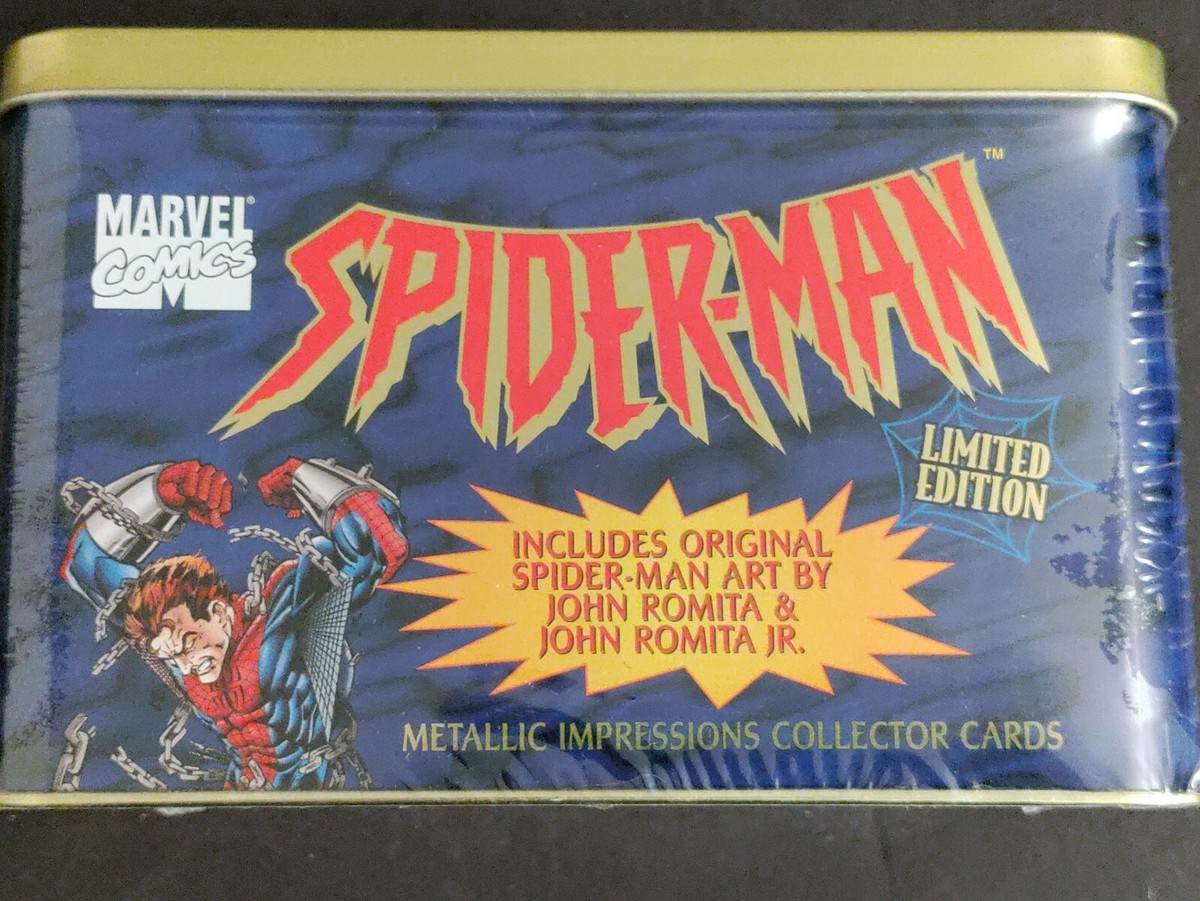 MARVEL®
COMICS
SPIDER-MAN™
LIMITED
EDITION
INCLUDES ORIGINAL
SPIDER-MAN ART BY
JOHN ROMITA &
JOHN ROMITA JR.
METALLIC IMPRESSIONS COLLECTOR CARDS